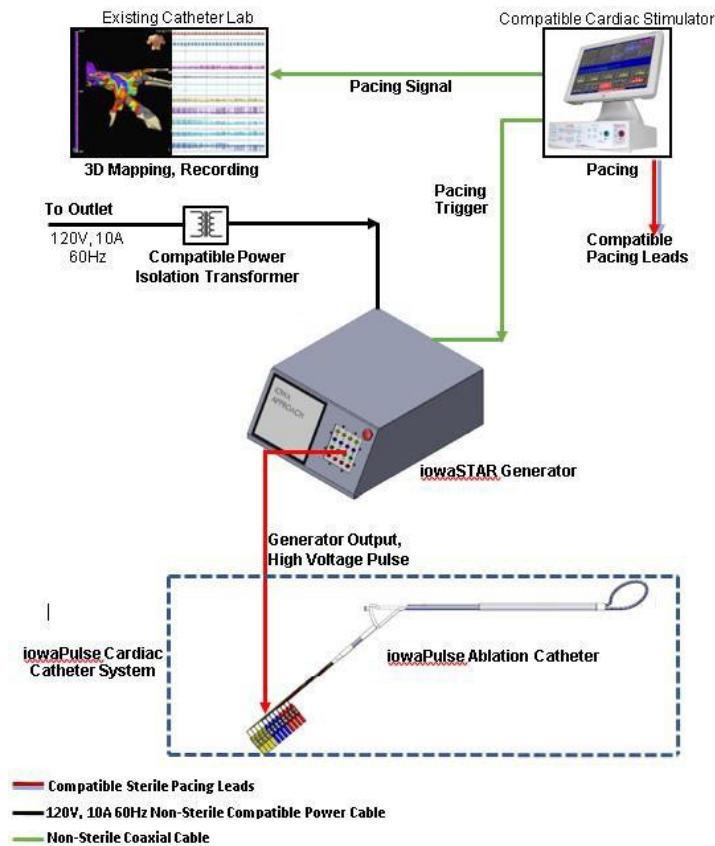 Existing Catheter Lab
Compatible Cardiac Stimulator
Pacing Signal
3D Mapping, Recording
Pacing
Pacing
Trigger
To Outlet
120V, 10A
60Hz
Compatible Power
Isolation Transformer
Compatible
Pacing Leads
IOWA
APPROACH
iowaSTAR Generator
Generator Output,
High Voltage Pulse
iowaPulse Cardiac
Catheter System
iowaPulse Ablation Catheter
Compatible Sterile Pacing Leads
120V, 10A 60Hz Non-Sterile Compatible Power Cable
Non-Sterile Coaxial Cable